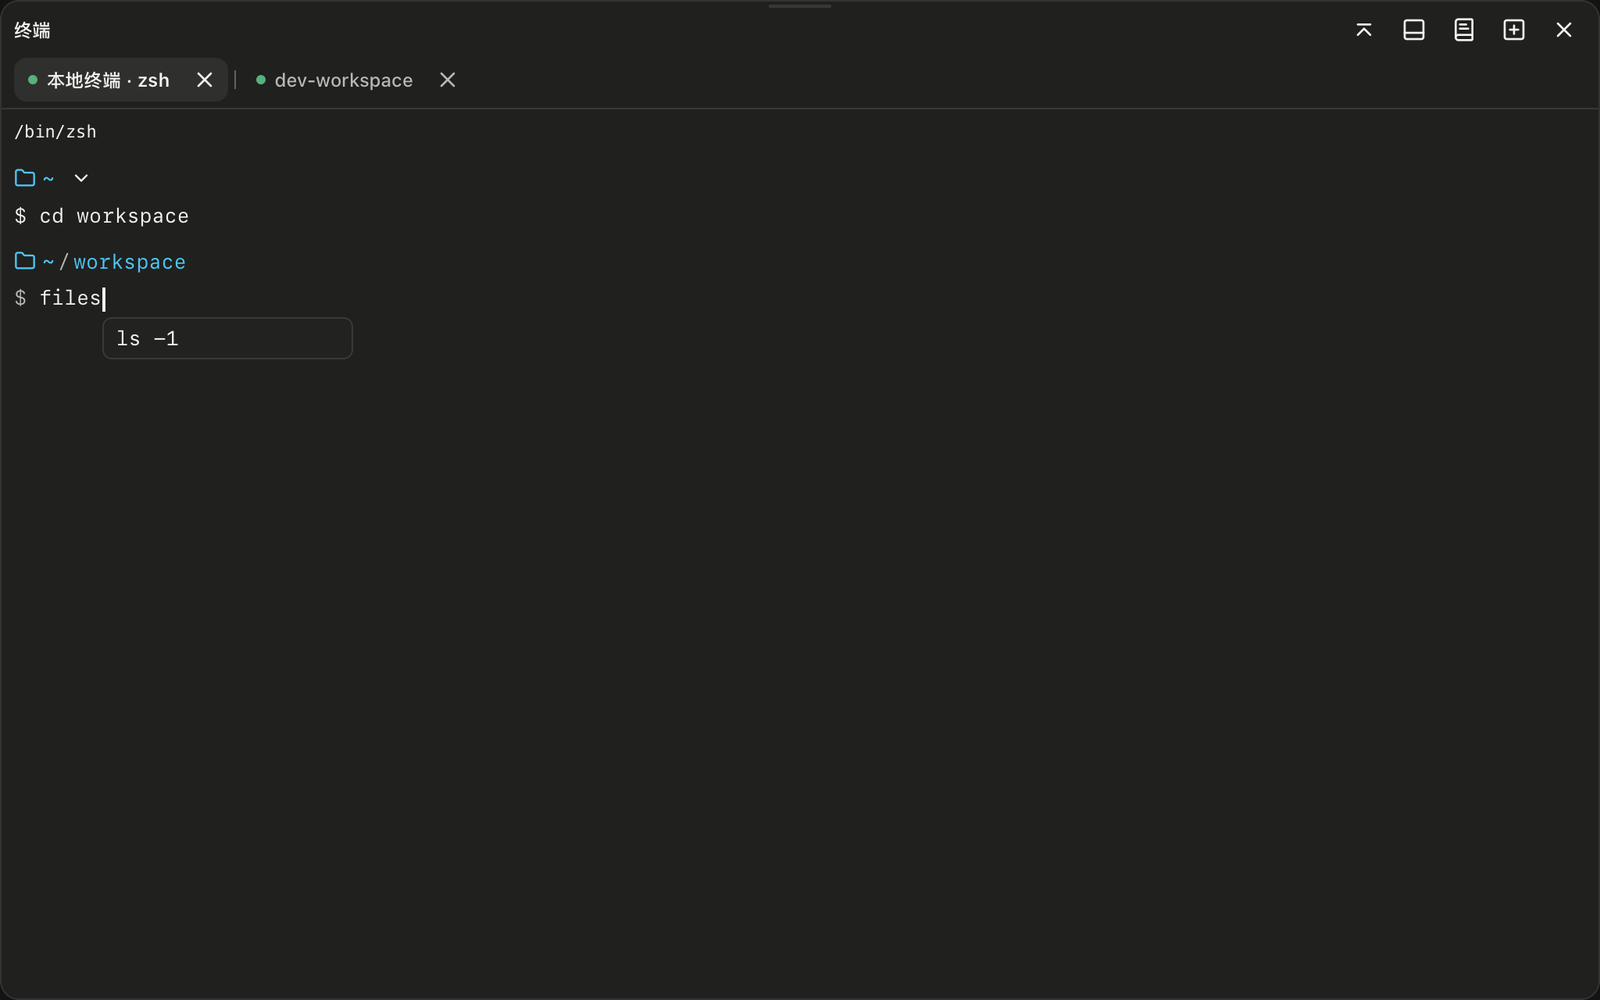 终端
本地终端 · zsh
dev-workspace
/bin/zsh
~
$ cd workspace
~/workspace
$ files
ls -1